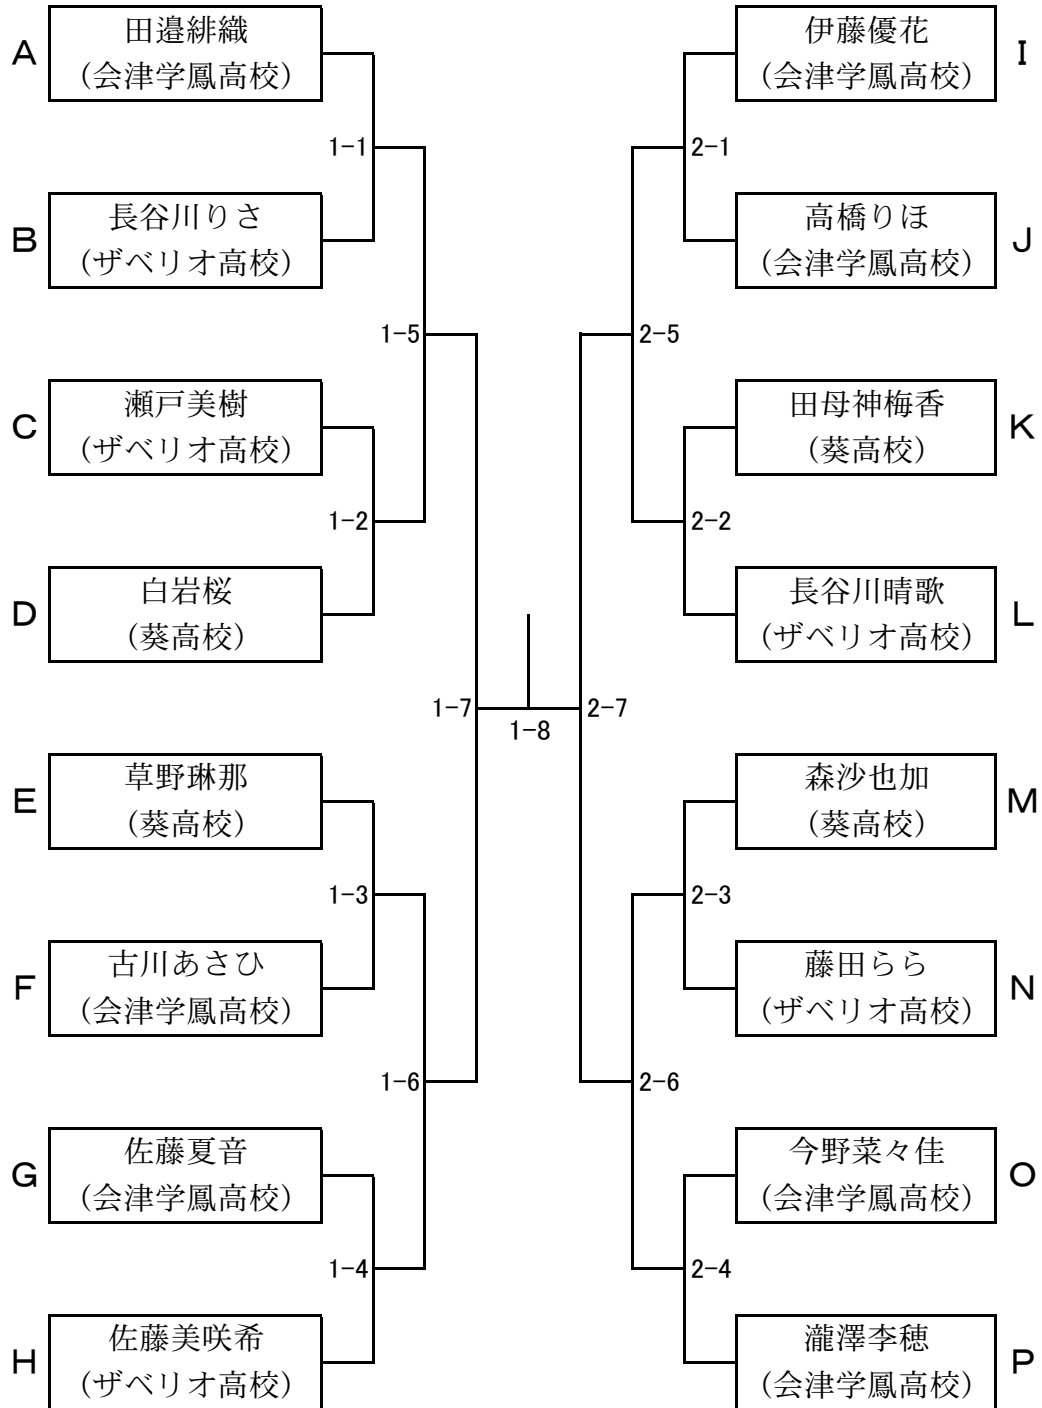 A
田邉緋織
(会津学鳳高校)
1-1
B
長谷川りさ
(ザベリオ高校)
1-5
C
瀬戸美樹
(ザベリオ高校)
1-2
D
白岩桜
(葵高校)
1-7
E
草野琳那
(葵高校)
1-3
F
古川あさひ
(会津学鳳高校)
1-6
G
佐藤夏音
(会津学鳳高校)
1-4
H
佐藤美咲希
(ザベリオ高校)
1-8
伊藤優花
(会津学鳳高校)
I
2-1
高橋りほ
(会津学鳳高校)
J
2-5
田母神梅香
(葵高校)
K
2-2
長谷川晴歌
(ザベリオ高校)
L
2-7
森沙也加
(葵高校)
M
2-3
藤田らら
(ザベリオ高校)
N
2-6
今野菜々佳
(会津学鳳高校)
O
2-4
瀧澤李穂
(会津学鳳高校)
P